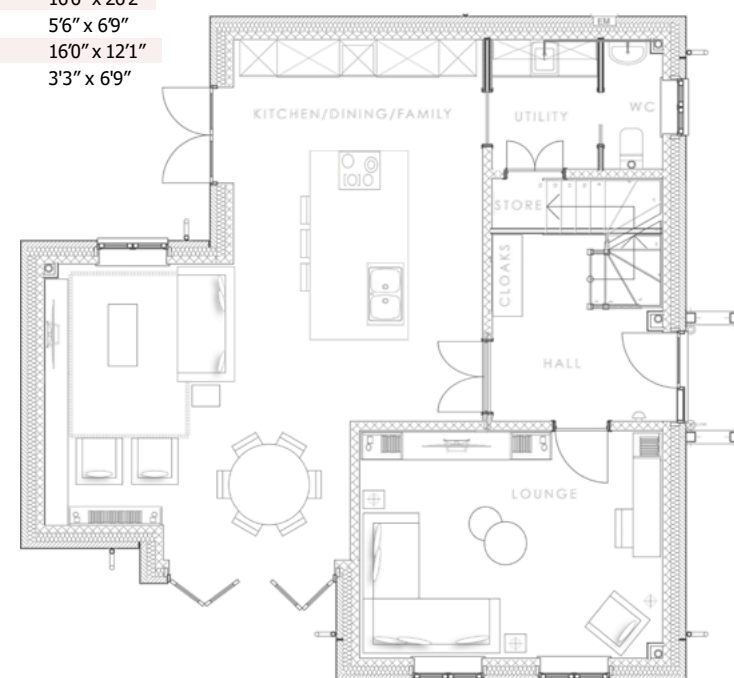 5'6" x 6'9"
16'0" x 12'1"
3'3" x 6'9"
EM
KITCHEN/DINING/FAMILY
UTILITY
WC
STORE
CLOAKS
HALL
LOUNGE